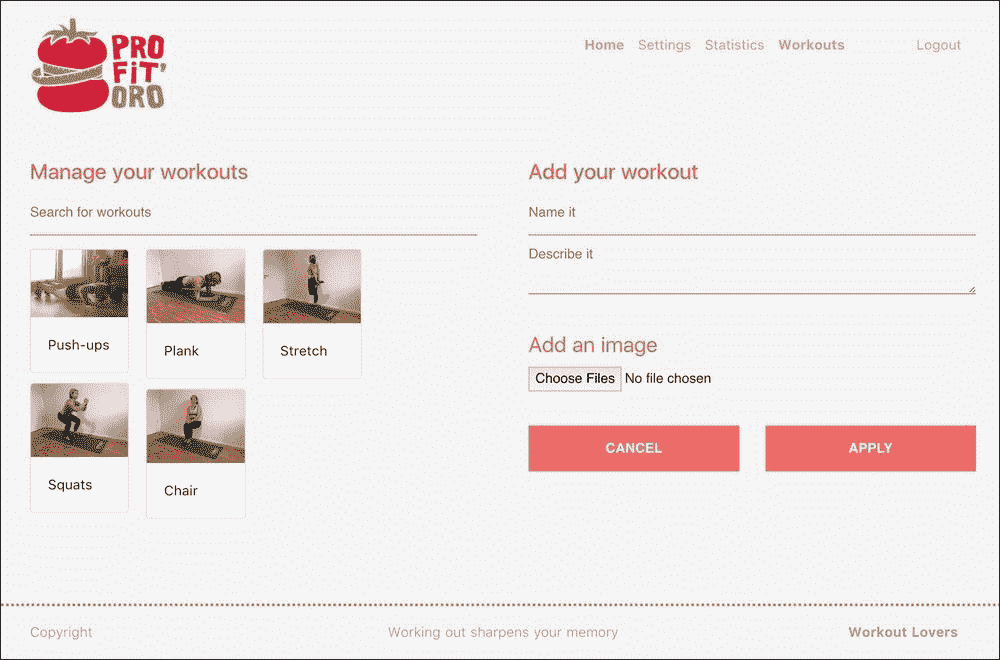 PRO
FiT'
ORO
Home Settings Statistics Workouts Logout
Manage your workouts
Search for workouts
Push-ups
Plank
Stretch
Squats
Chair
Add your workout
Name it
Describe it
Add an image
Choose Files No file chosen
CANCEL APPLY
Copyright Working out sharpens your memory Workout Lovers